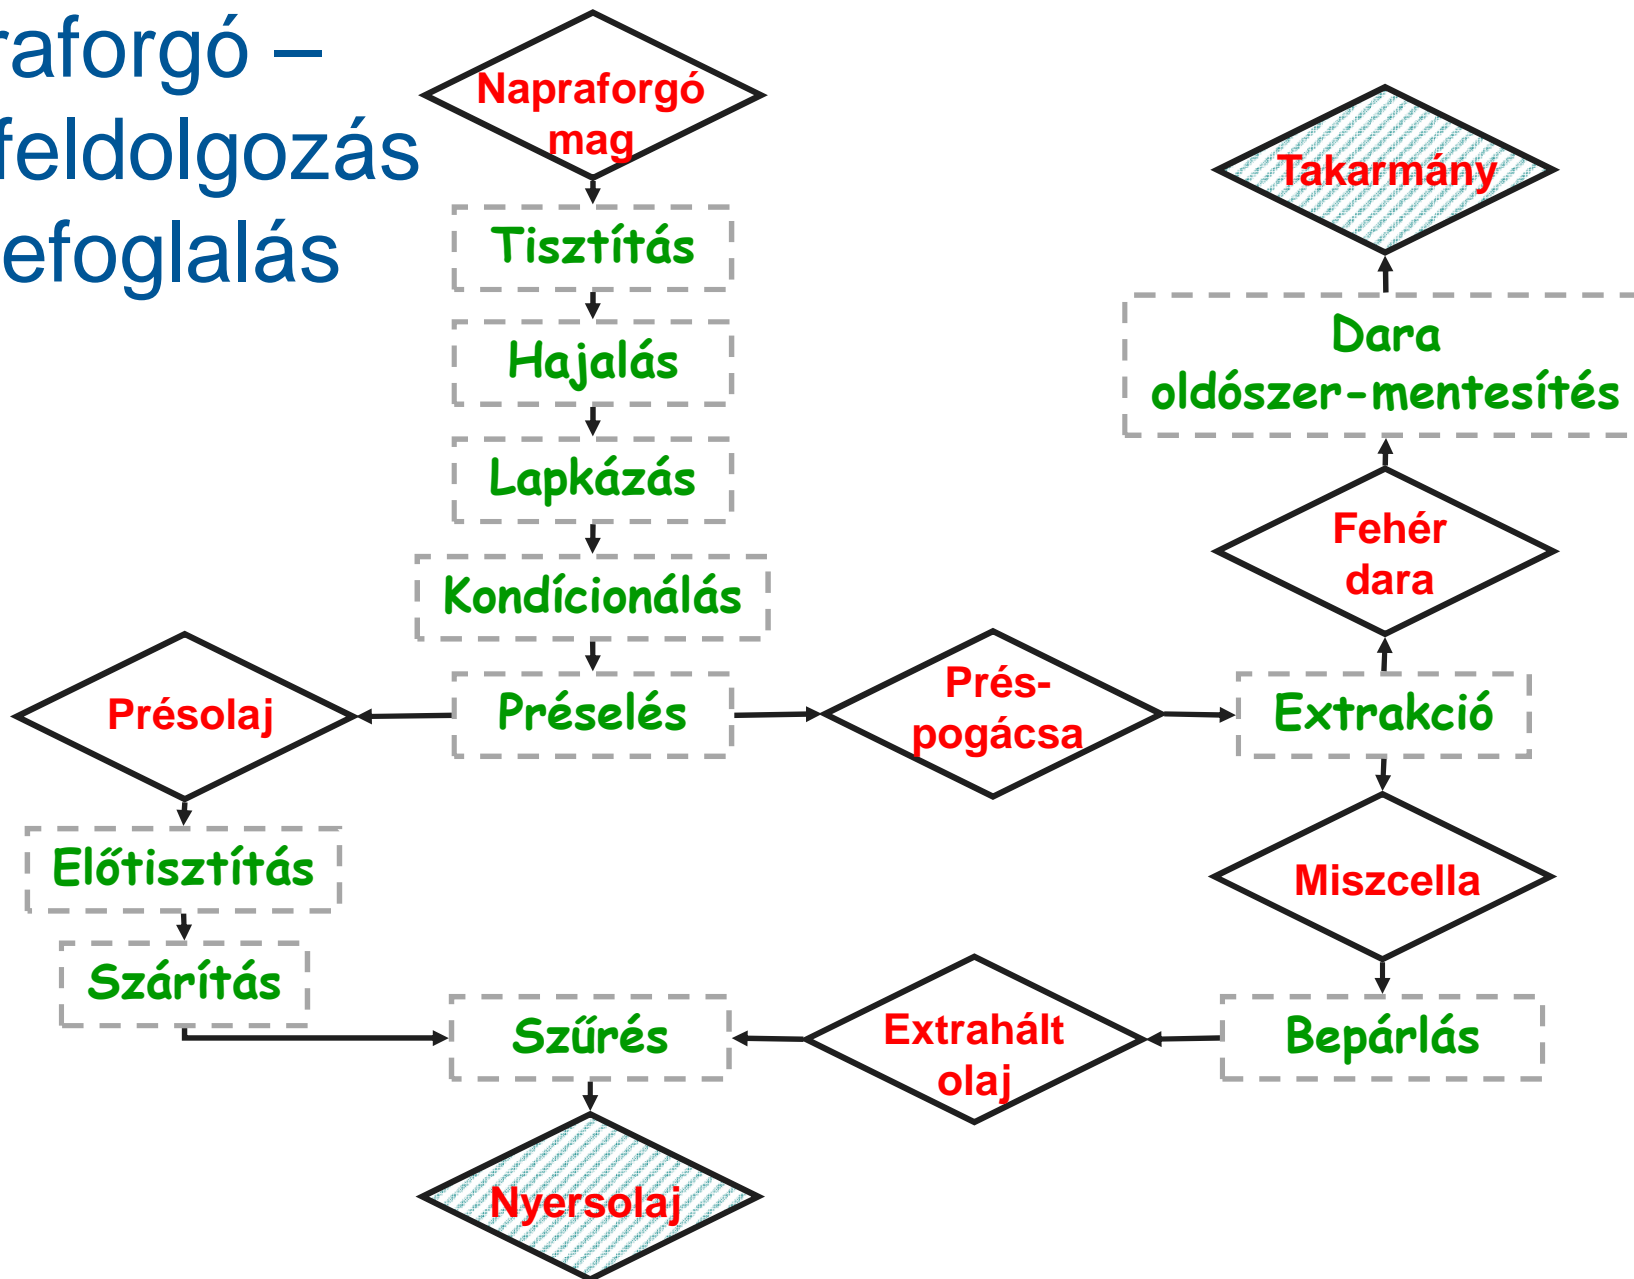 raforgó –
feldolgozás
efoglalás
Napraforgó
mag
Tisztítás
Hajalás
Lapkázás
Kondícionálás
Préselés
Présolaj
Előtisztítás
Szárítás
Szűrés
Nyersolaj
Prés-
pogácsa
Extrakció
Fehér
dara
Dara
oldószer-mentesítés
Takarmány
Miszcella
Bepárlás
Extrahált
olaj